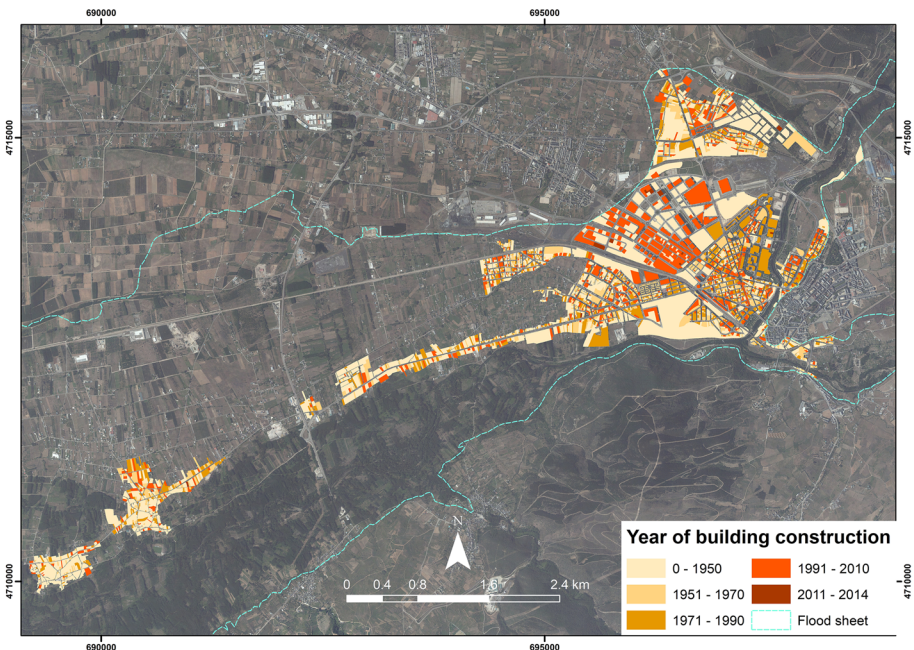 690000 695000
4715000 4715000
Year of building construction
0 - 1950 1991 - 2010
1951 - 1970 2011 - 2014
1971 - 1990 Flood sheet
N
0 0.4 0.8 1.6 2.4 km
4710000 4710000
690000 695000